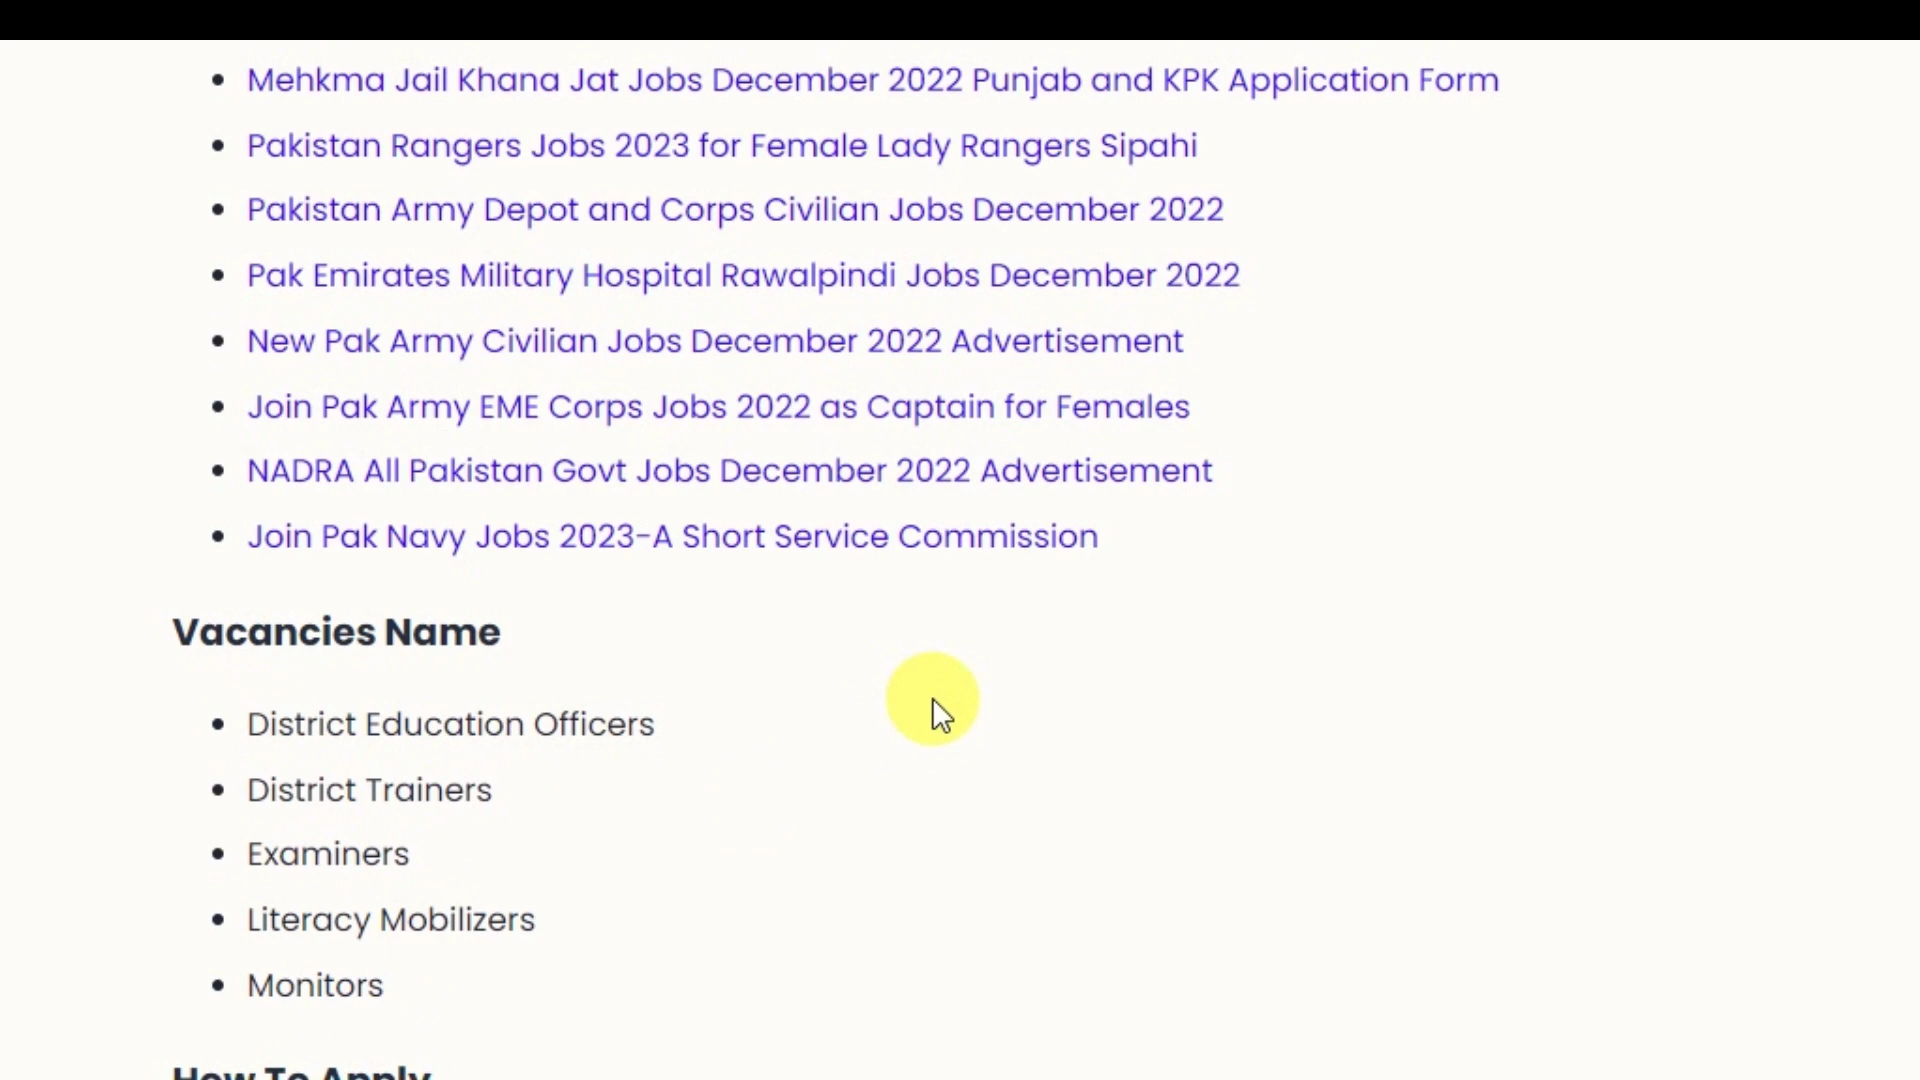 Mehkma Jail Khana Jat Jobs December 2022 Punjab and KPK Application Form
Pakistan Rangers Jobs 2023 for Female Lady Rangers Sipahi
Pakistan Army Depot and Corps Civilian Jobs December 2022
Pak Emirates Military Hospital Rawalpindi Jobs December 2022
New Pak Army Civilian Jobs December 2022 Advertisement
Join Pak Army EME Corps Jobs 2022 as Captain for Females
NADRA All Pakistan Govt Jobs December 2022 Advertisement
Join Pak Navy Jobs 2023-A Short Service Commission
Vacancies Name
District Education Officers
District Trainers
Examiners
Literacy Mobilizers
Monitors
How To Apply